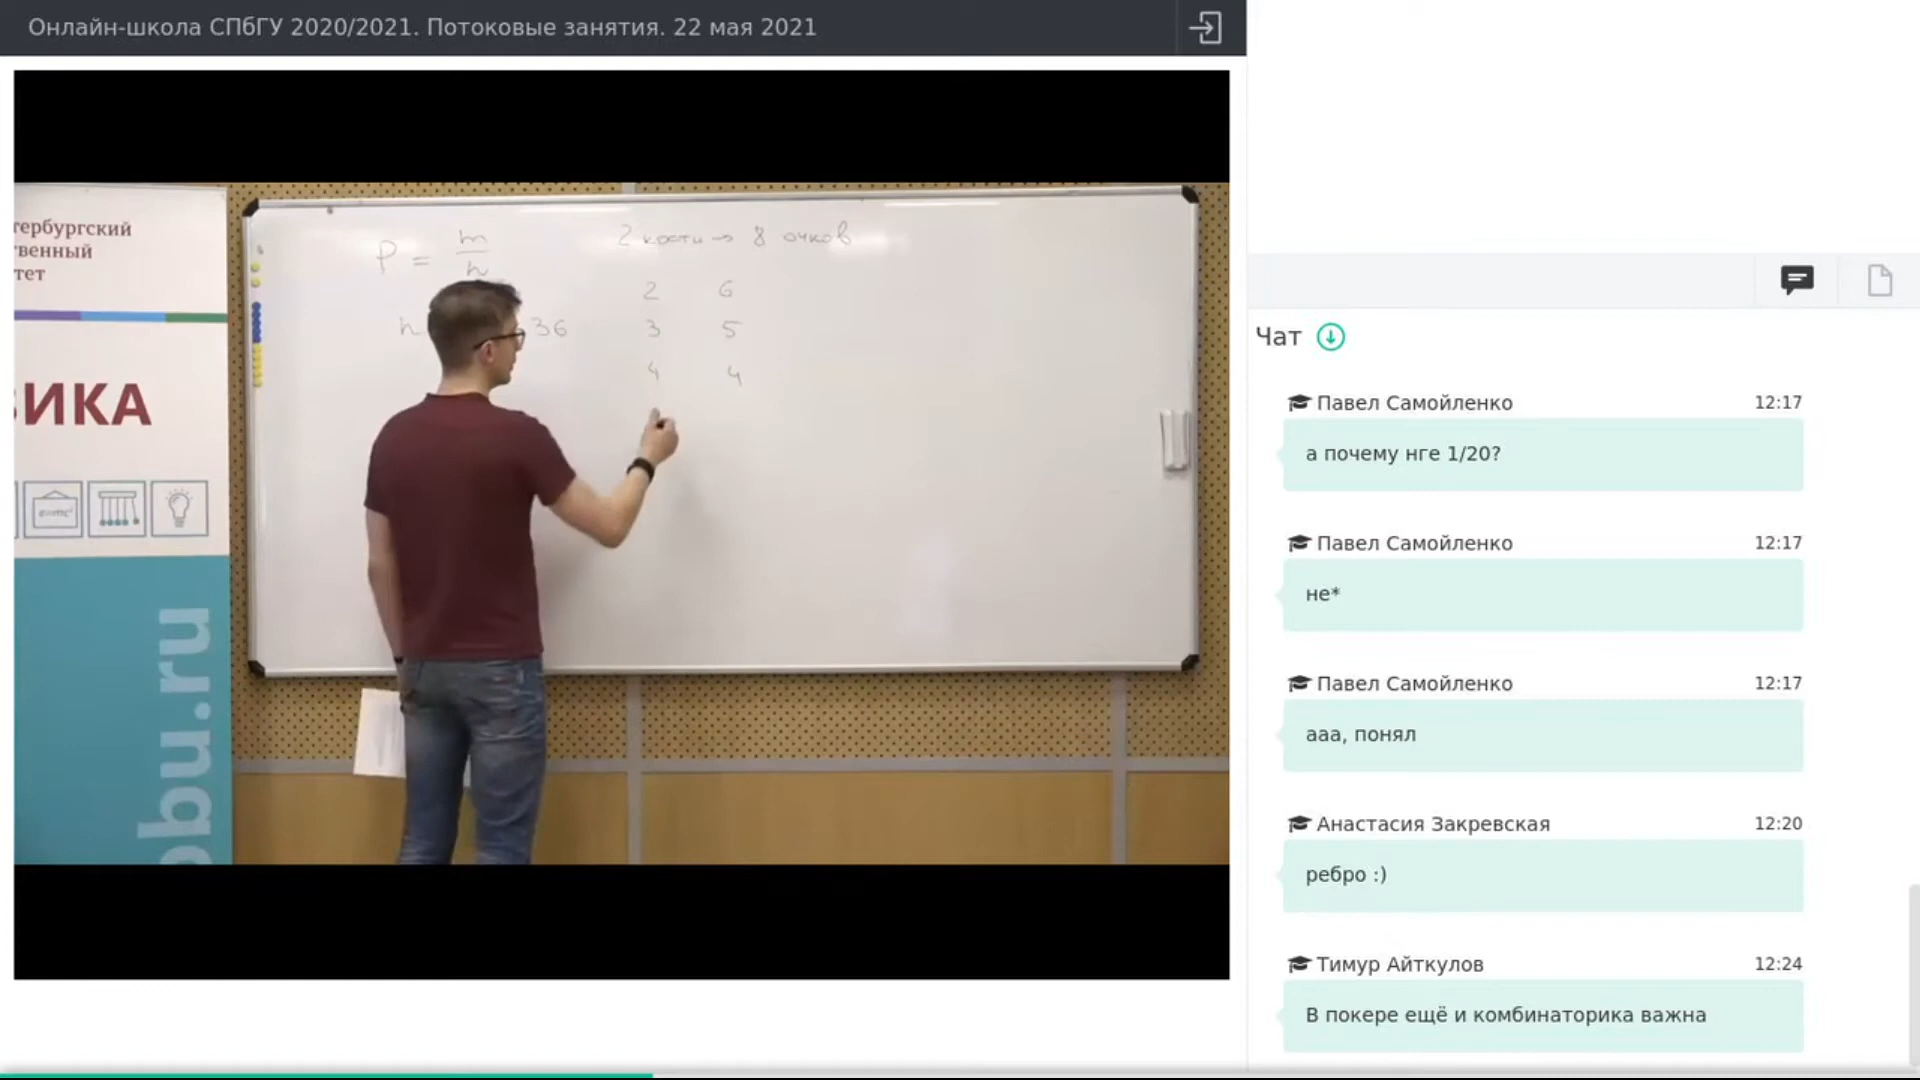 Онлайн-школа СПбГУ 2020/2021. Потоковые занятия. 22 мая 2021
тербургский
венный
тет
ИКА
bu.ru
P = m/n
2 кости → 8 очков
n
36
2 6
3 5
4 4
Чат
Павел Самойленко 12:17
а почему нге 1/20?
Павел Самойленко 12:17
не*
Павел Самойленко 12:17
ааа, понял
Анастасия Закревская 12:20
ребро :)
Тимур Айткулов 12:24
В покере ещё и комбинаторика важна